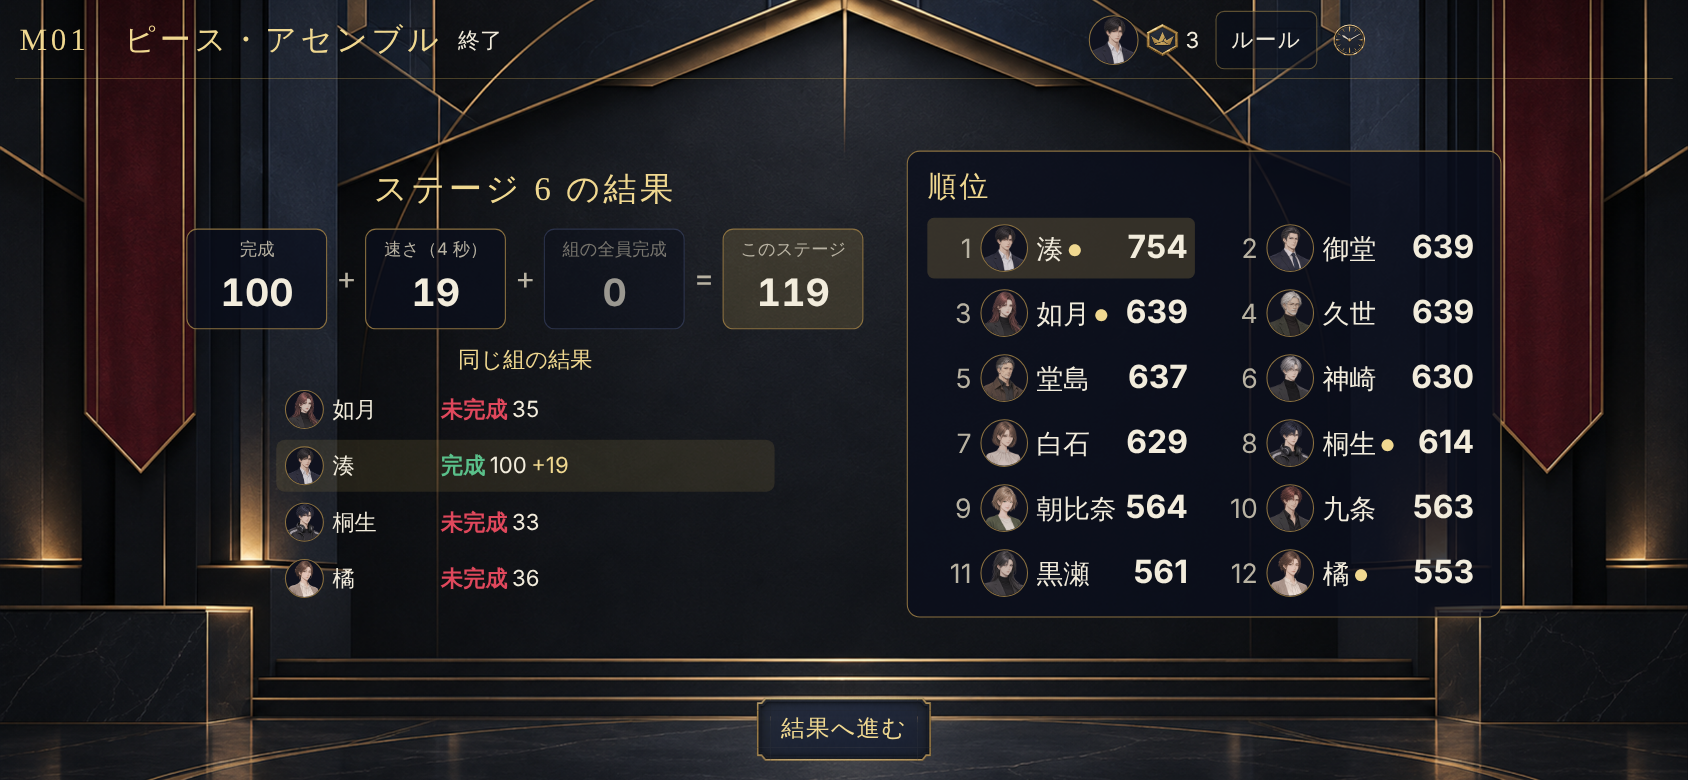 M01 ピース・アセンブル 終了
3
ルール
ステージ 6 の結果
完成 100
+
速さ（4 秒） 19
+
組の全員完成 0
=
このステージ 119
同じ組の結果
如月 未完成 35
湊 完成 100 +19
桐生 未完成 33
橘 未完成 36
順位
1 湊 754
2 御堂 639
3 如月 639
4 久世 639
5 堂島 637
6 神崎 630
7 白石 629
8 桐生 614
9 朝比奈 564
10 九条 563
11 黒瀬 561
12 橘 553
結果へ進む